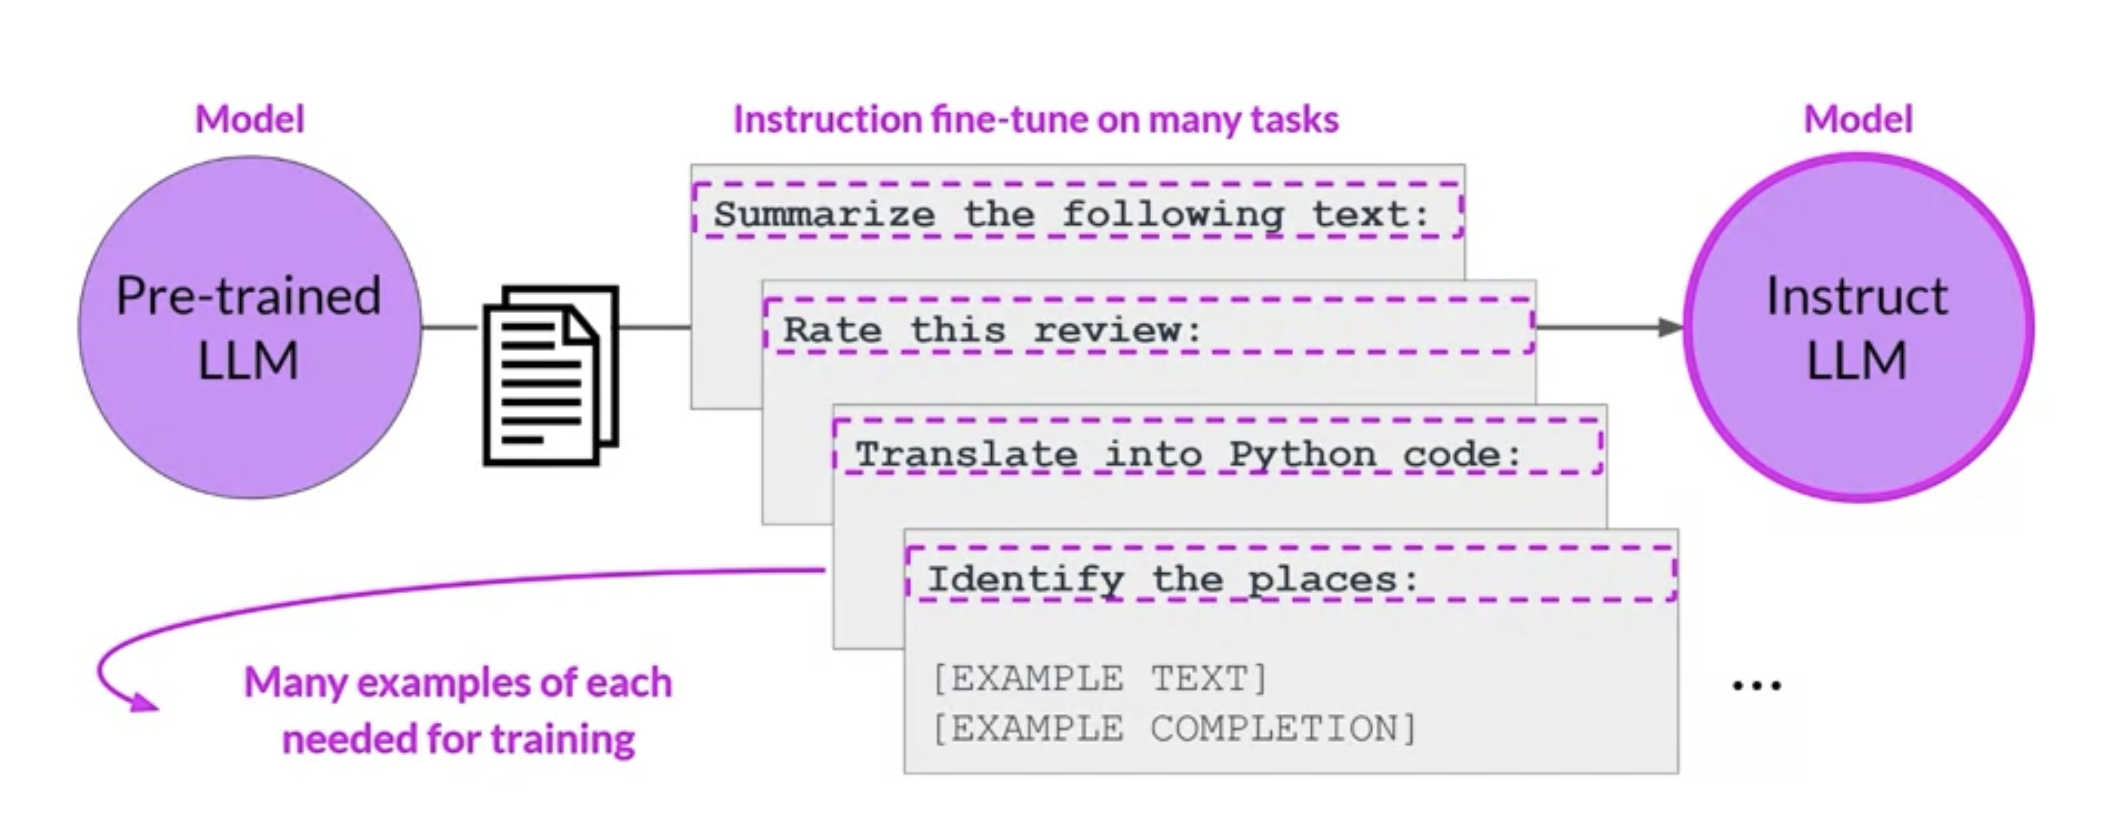 Model
Instruction fine-tune on many tasks
Model
Pre-trained
LLM
Summarize the following text:
Rate this review:
Translate into Python code:
Identify the places:
[EXAMPLE TEXT]
[EXAMPLE COMPLETION]
...
Instruct
LLM
Many examples of each
needed for training